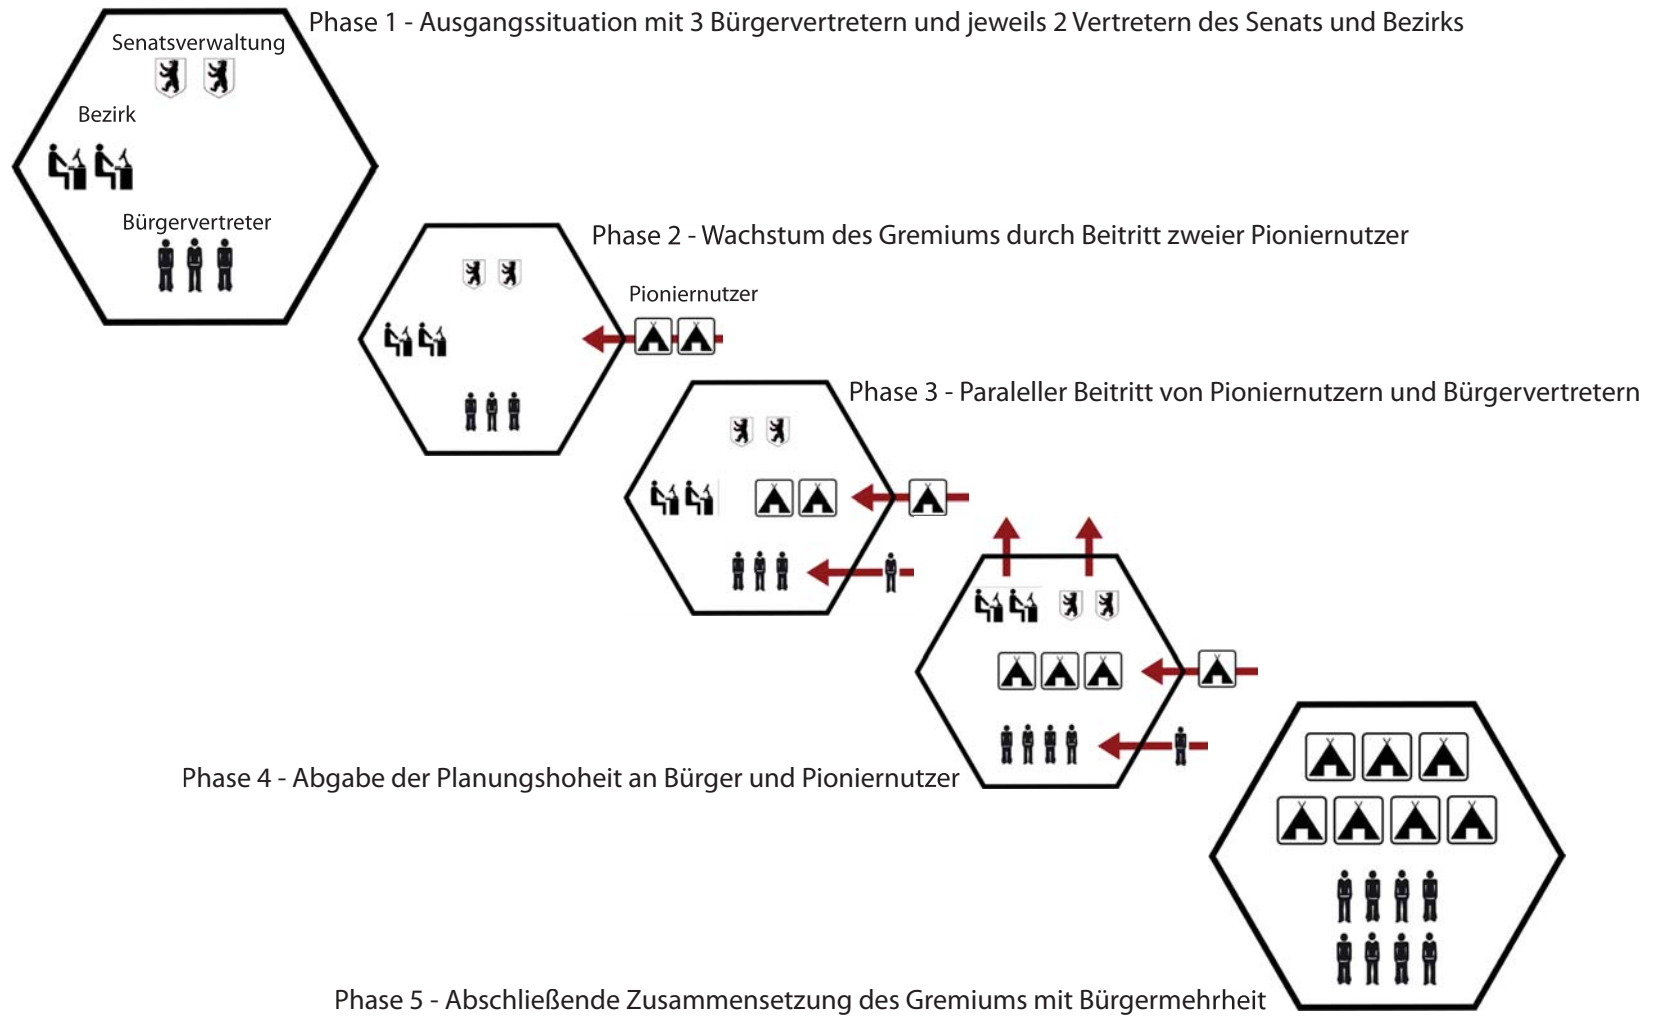 Phase 1 - Ausgangssituation mit 3 Bürgervertretern und jeweils 2 Vertretern des Senats und Bezirks
Senatsverwaltung
Bezirk
Bürgervertreter
Phase 2 - Wachstum des Gremiums durch Beitritt zweier Pioniernutzer
Pioniernutzer
Phase 3 - Paraleller Beitritt von Pioniernutzern und Bürgervertretern
Phase 4 - Abgabe der Planungshoheit an Bürger und Pioniernutzer
Phase 5 - Abschließende Zusammensetzung des Gremiums mit Bürgermehrheit